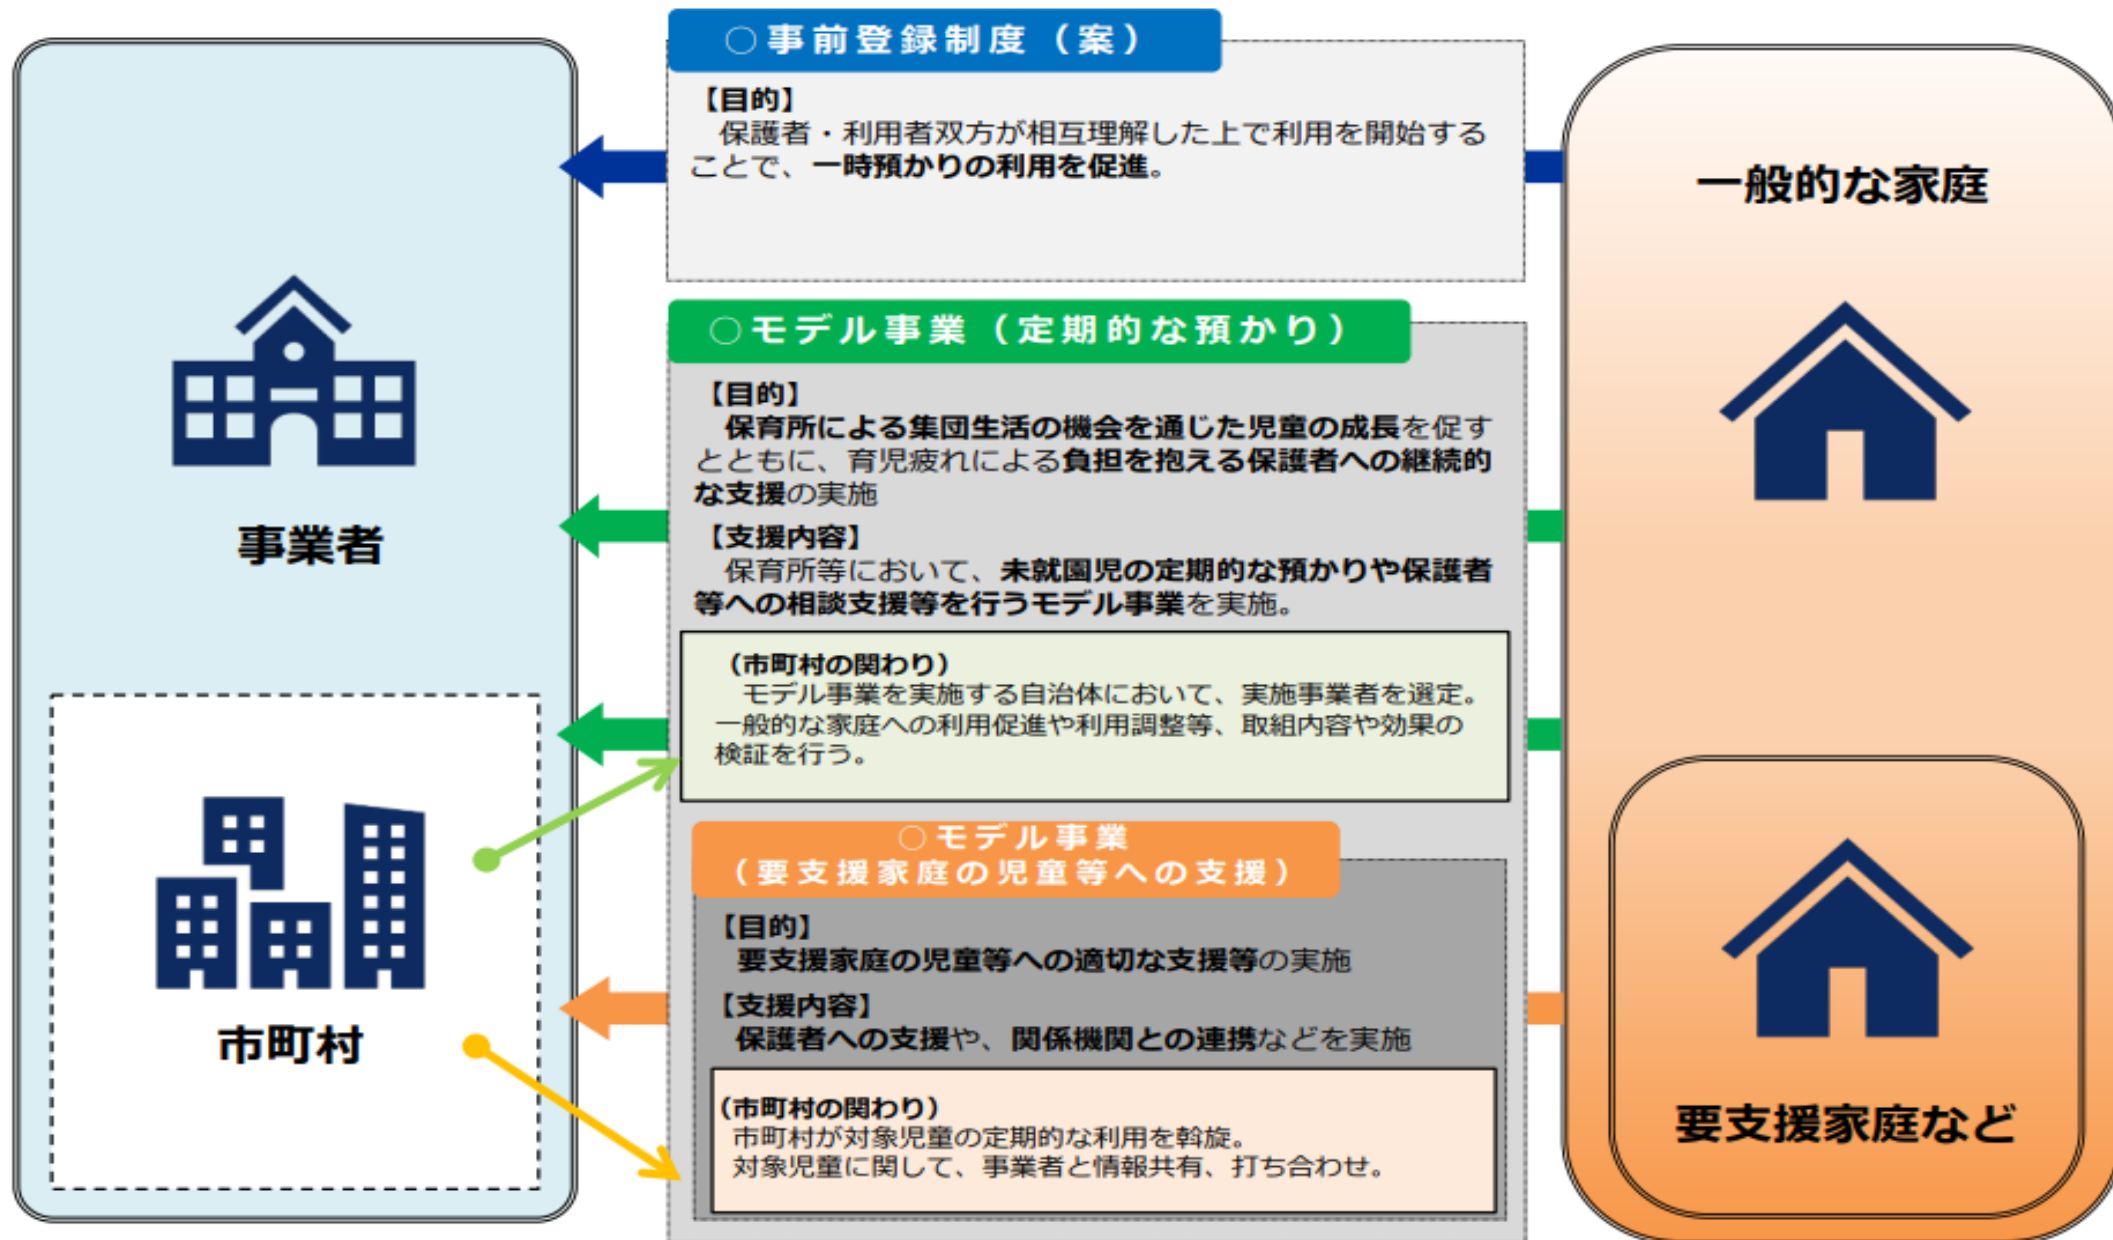 事業者
市町村
○事前登録制度（案）
【目的】
保護者・利用者双方が相互理解した上で利用を開始する
ことで、一時預かりの利用を促進。
○モデル事業（定期的な預かり）
【目的】
保育所による集団生活の機会を通じた児童の成長を促す
とともに、育児疲れによる負担を抱える保護者への継続的
な支援の実施
【支援内容】
保育所等において、未就園児の定期的な預かりや保護者
等への相談支援等を行うモデル事業を実施。
（市町村の関わり）
モデル事業を実施する自治体において、実施事業者を選定。
一般的な家庭への利用促進や利用調整等、取組内容や効果の
検証を行う。
○モデル事業
（要支援家庭の児童等への支援）
【目的】
要支援家庭の児童等への適切な支援等の実施
【支援内容】
保護者への支援や、関係機関との連携などを実施
（市町村の関わり）
市町村が対象児童の定期的な利用を斡旋。
対象児童に関して、事業者と情報共有、打ち合わせ。
一般的な家庭
要支援家庭など